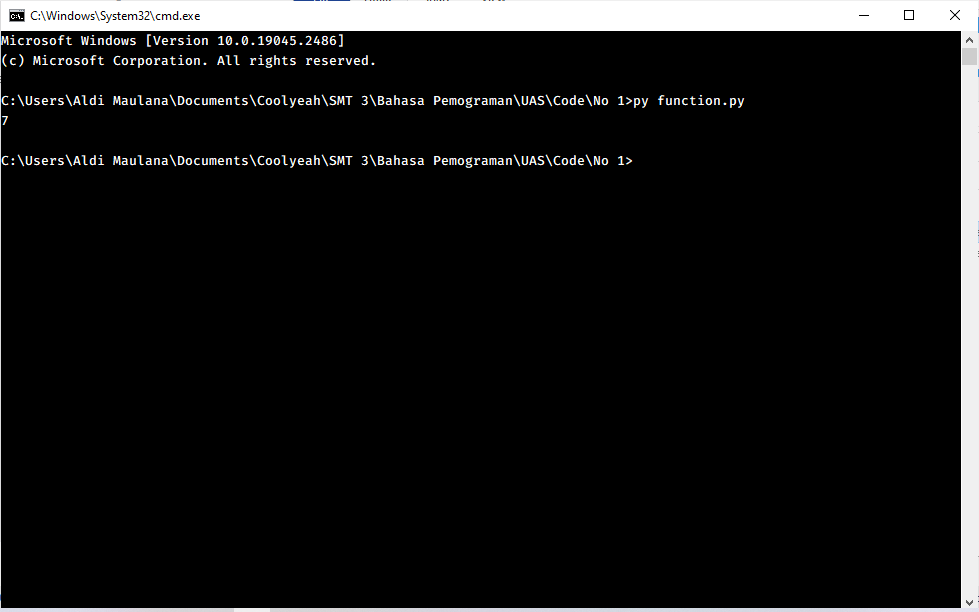 C:\Windows\System32\cmd.exe
Microsoft Windows [Version 10.0.19045.2486]
(c) Microsoft Corporation. All rights reserved.
C:\Users\Aldi Maulana\Documents\Coolyeah\SMT 3\Bahasa Pemograman\UAS\Code\No 1>py function.py
7
C:\Users\Aldi Maulana\Documents\Coolyeah\SMT 3\Bahasa Pemograman\UAS\Code\No 1>